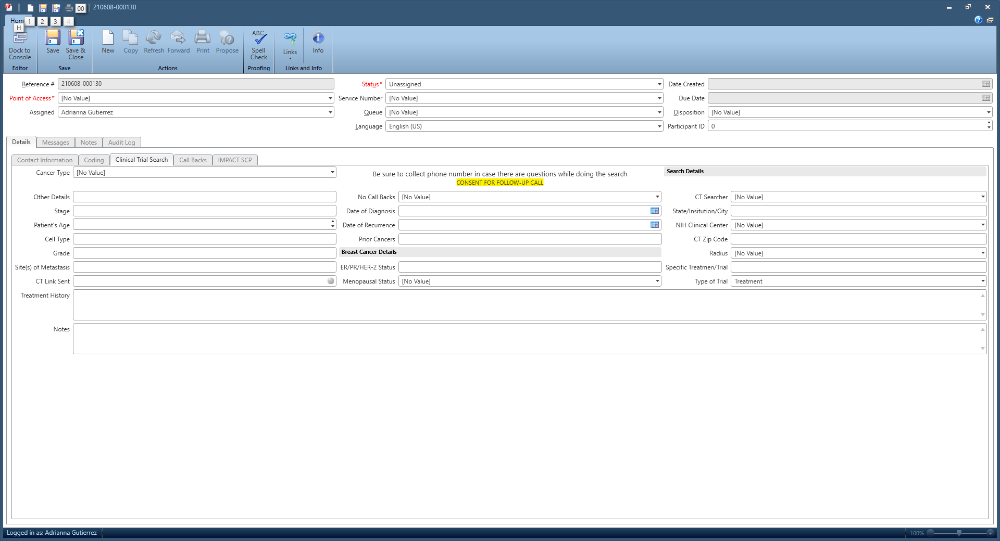 00
210608-000130
Home
1
2
3
4
H
Dock to
Console
Save
Save &
Close
New
Copy
Refresh
Forward
Print
Propose
ABC
Spell
Check
Links
Info
Editor
Save
Actions
Proofing
Links and Info
Reference #
210608-000130
Status*
Unassigned
Date Created
Point of Access*
[No Value]
Service Number
[No Value]
Due Date
Assigned
Adrianna Gutierrez
Queue
[No Value]
Disposition
[No Value]
Language
English (US)
Participant ID
0
Details
Messages
Notes
Audit Log
Contact Information
Coding
Clinical Trial Search
Call Backs
IMPACT SCP
Cancer Type
[No Value]
Be sure to collect phone number in case there are questions while doing the search
CONSENT FOR FOLLOW-UP CALL
Search Details
Other Details
No Call Backs
[No Value]
CT Searcher
[No Value]
Stage
Date of Diagnosis
State/Insitution/City
Patient's Age
Date of Recurrence
NIH Clinical Center
[No Value]
Cell Type
Prior Cancers
CT Zip Code
Grade
Breast Cancer Details
Radius
[No Value]
Site(s) of Metastasis
ER/PR/HER-2 Status
Specific Treatmen/Trial
CT Link Sent
Menopausal Status
[No Value]
Type of Trial
Treatment
Treatment History
Notes
Logged in as: Adrianna Gutierrez
100%